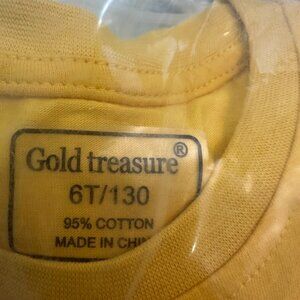 Gold treasure®
6T/130
95% COTTON
MADE IN CHIN